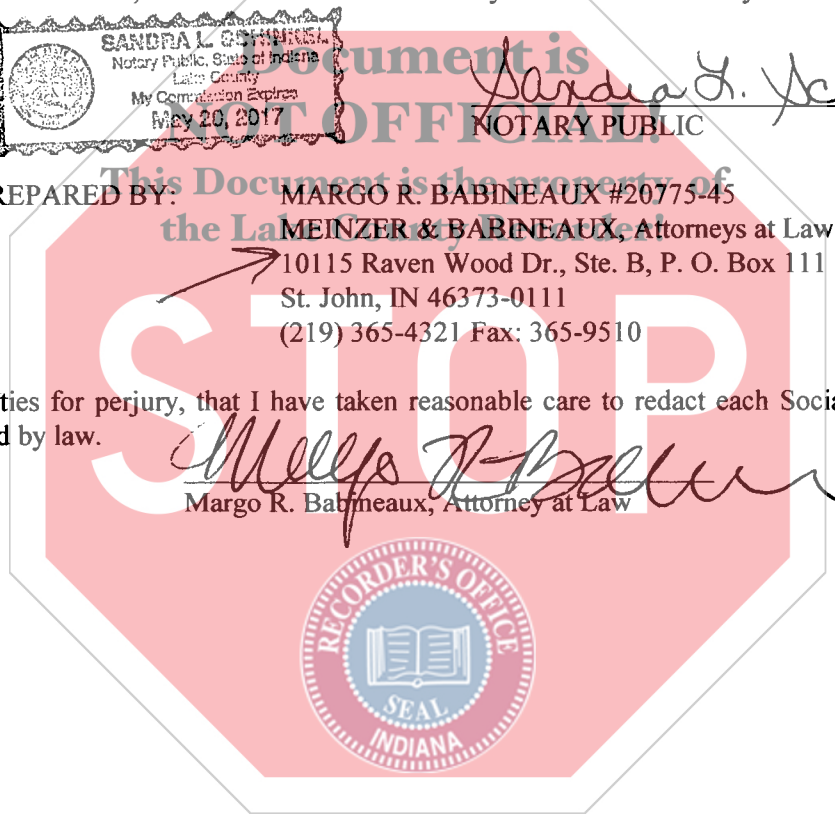 SANDRA L.
Notary Public, State of Indiana
Lake County
My Commission Expires
May 20, 2017
Document is
NOT OFFICIAL!
This Document is the property of
the Lake County Recorder!
Sandra L. Sc
NOTARY PUBLIC
REPARED BY: MARGO R. BABINEAUX #20775-45
MEINZER & BABINEAUX, Attorneys at Law
10115 Raven Wood Dr., Ste. B, P. O. Box 111
St. John, IN 46373-0111
(219) 365-4321 Fax: 365-9510
STOP
ties for perjury, that I have taken reasonable care to redact each Socia
d by law.
Margo R. Babineaux, Attorney at Law
RECORDER'S OFFICE
SEAL
INDIANA